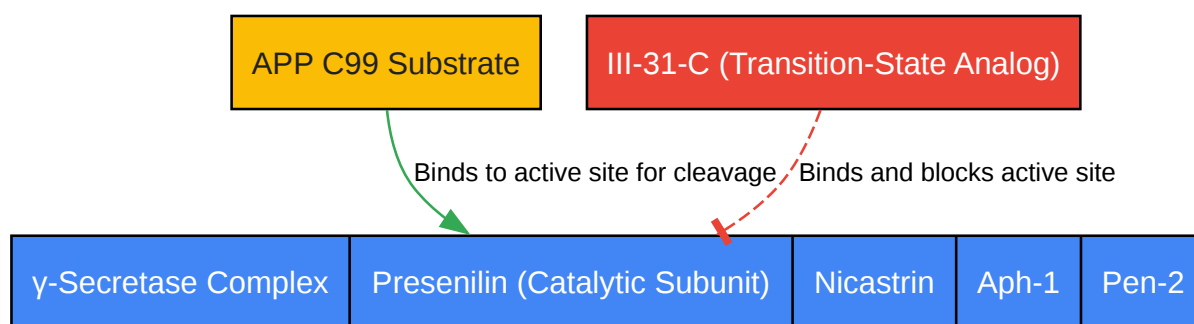 APP C99 Substrate
III-31-C (Transition-State Analog)
Binds to active site for cleavage
Binds and blocks active site
γ-Secretase Complex
Presenilin (Catalytic Subunit)
Nicastrin
Aph-1
Pen-2